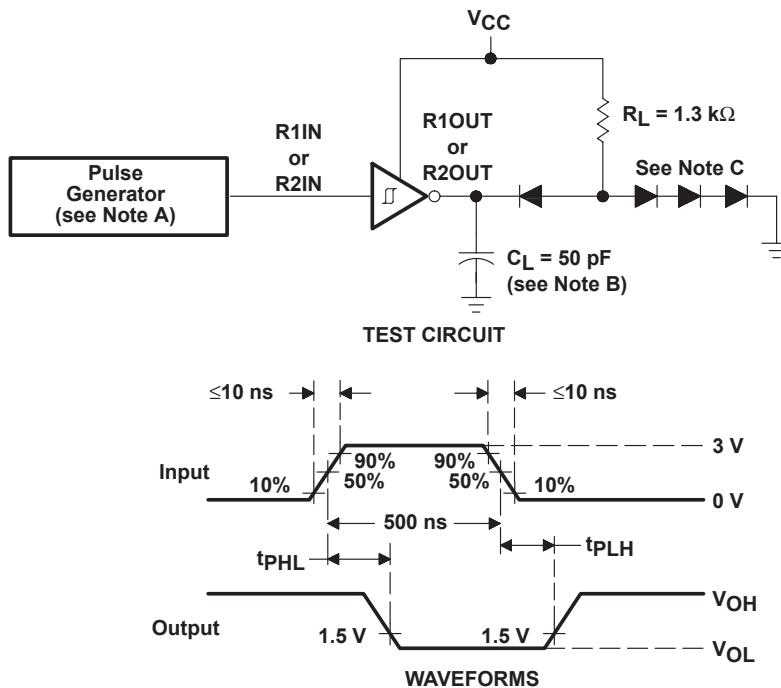 VCC
RL = 1.3 kΩ
R1IN
or
R2IN
R1OUT
or
R2OUT
See Note C
Pulse
Generator
(see Note A)
CL = 50 pF
(see Note B)
TEST CIRCUIT
≤10 ns
≤10 ns
3 V
Input
10%
90%
50%
90%
50%
10%
0 V
500 ns
tPHL
tPLH
VOH
Output
1.5 V
1.5 V
VOL
WAVEFORMS